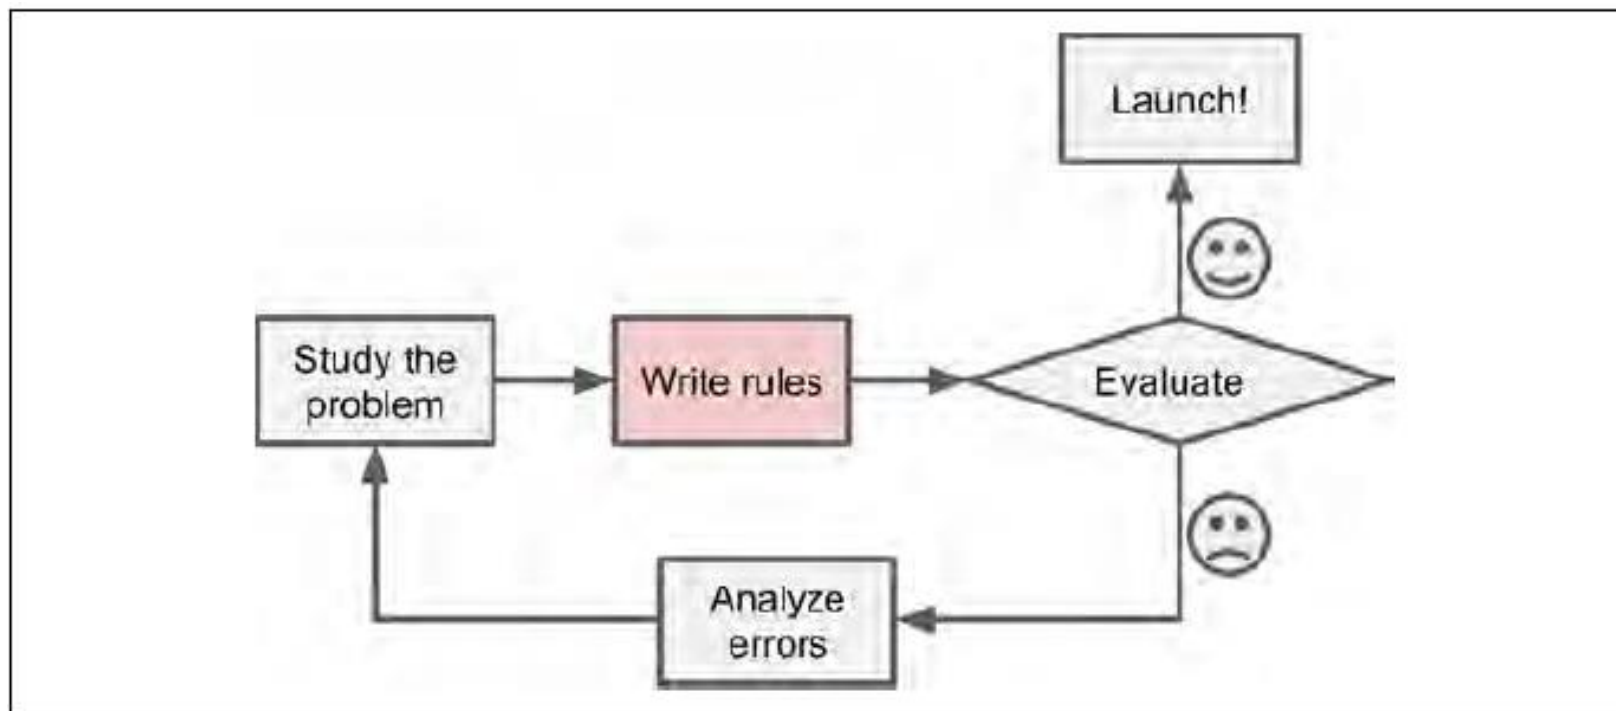 Launch!
Study the
problem
Write rules
Evaluate
Analyze
errors